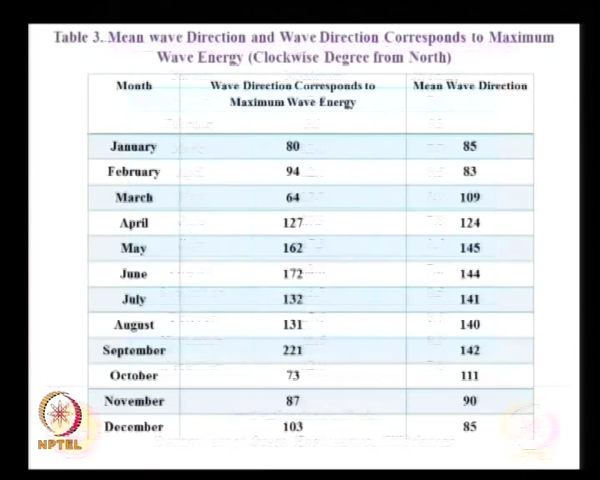 Table 3. Mean wave Direction and Wave Direction Corresponds to Maximum
Wave Energy (Clockwise Degree from North)
Month Wave Direction Corresponds to Maximum Wave Energy Mean Wave Direction
January 80 85
February 94 83
March 64 109
April 127 124
May 162 145
June 172 144
July 132 141
August 131 140
September 221 142
October 73 111
November 87 90
December 103 85
NPTEL